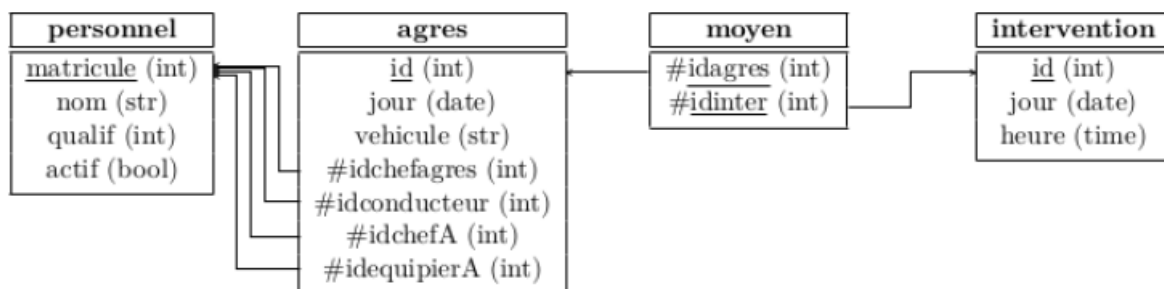 personnel
matricule (int)
nom (str)
qualif (int)
actif (bool)
agres
id (int)
jour (date)
vehicule (str)
#idchefagres (int)
#idconducteur (int)
#idchefA (int)
#idequipierA (int)
moyen
#idagres (int)
#idinter (int)
intervention
id (int)
jour (date)
heure (time)